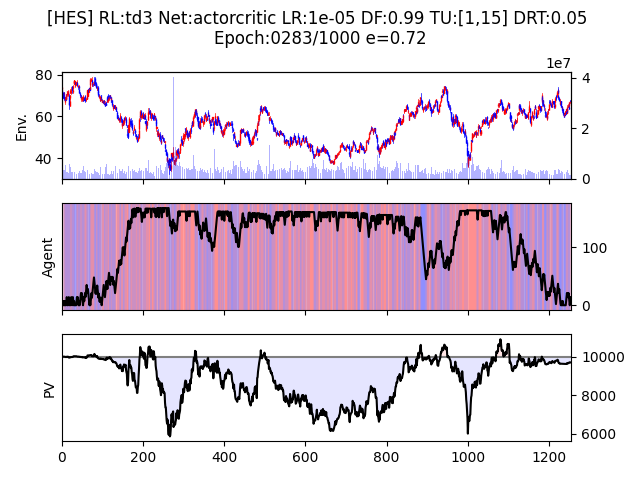 [HES] RL:td3 Net:actorcritic LR:1e-05 DF:0.99 TU:[1,15] DRT:0.05
Epoch:0283/1000 e=0.72
1e7
80
60
40
Env.
4
2
0
Agent
100
0
PV
10000
8000
6000
0 200 400 600 800 1000 1200